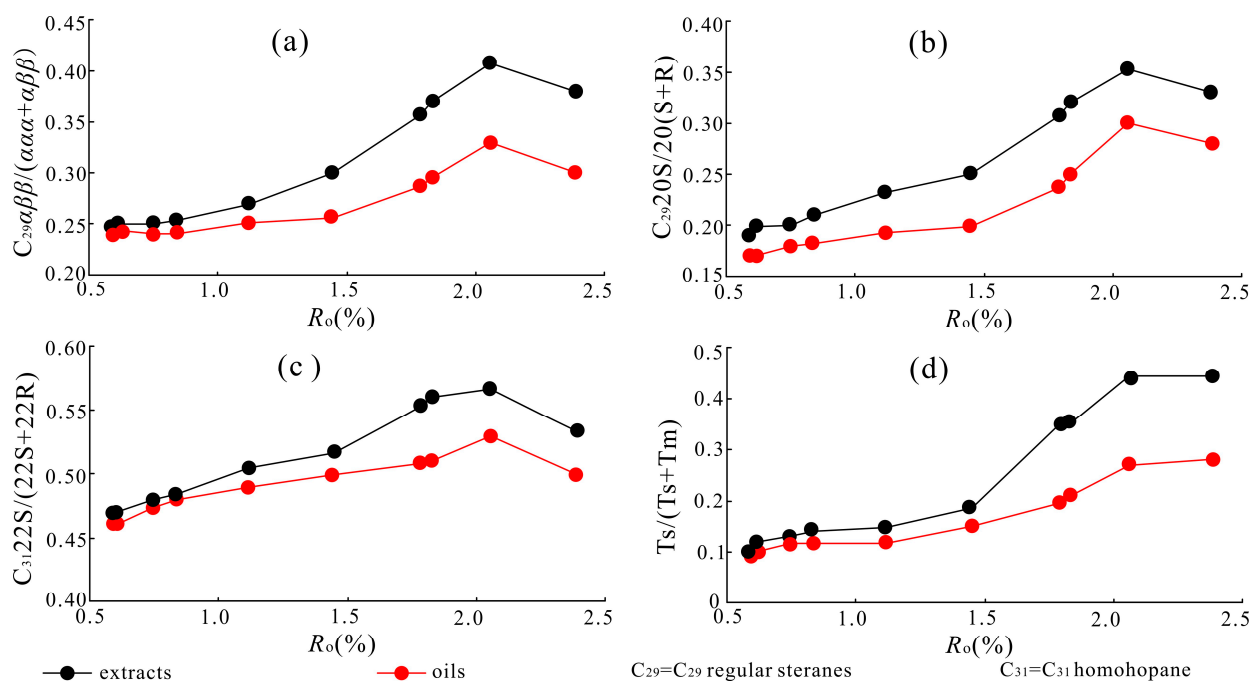 (a)
C₂₉αββ/(ααα+αββ)
0.45
0.40
0.35
0.30
0.25
0.20
0.5 1.0 1.5 2.0 2.5
Ro(%)
(b)
C₂₉20S/20(S+R)
0.40
0.35
0.30
0.25
0.20
0.15
0.5 1.0 1.5 2.0 2.5
Ro(%)
(c )
C₃₁22S/(22S+22R)
0.60
0.55
0.50
0.45
0.40
0.5 1.0 1.5 2.0 2.5
Ro(%)
(d)
Ts/(Ts+Tm)
0.5
0.4
0.3
0.2
0.1
0
0.5 1.0 1.5 2.0 2.5
Ro(%)
extracts oils C₂₉=C₂₉ regular steranes C₃₁=C₃₁ homohopane